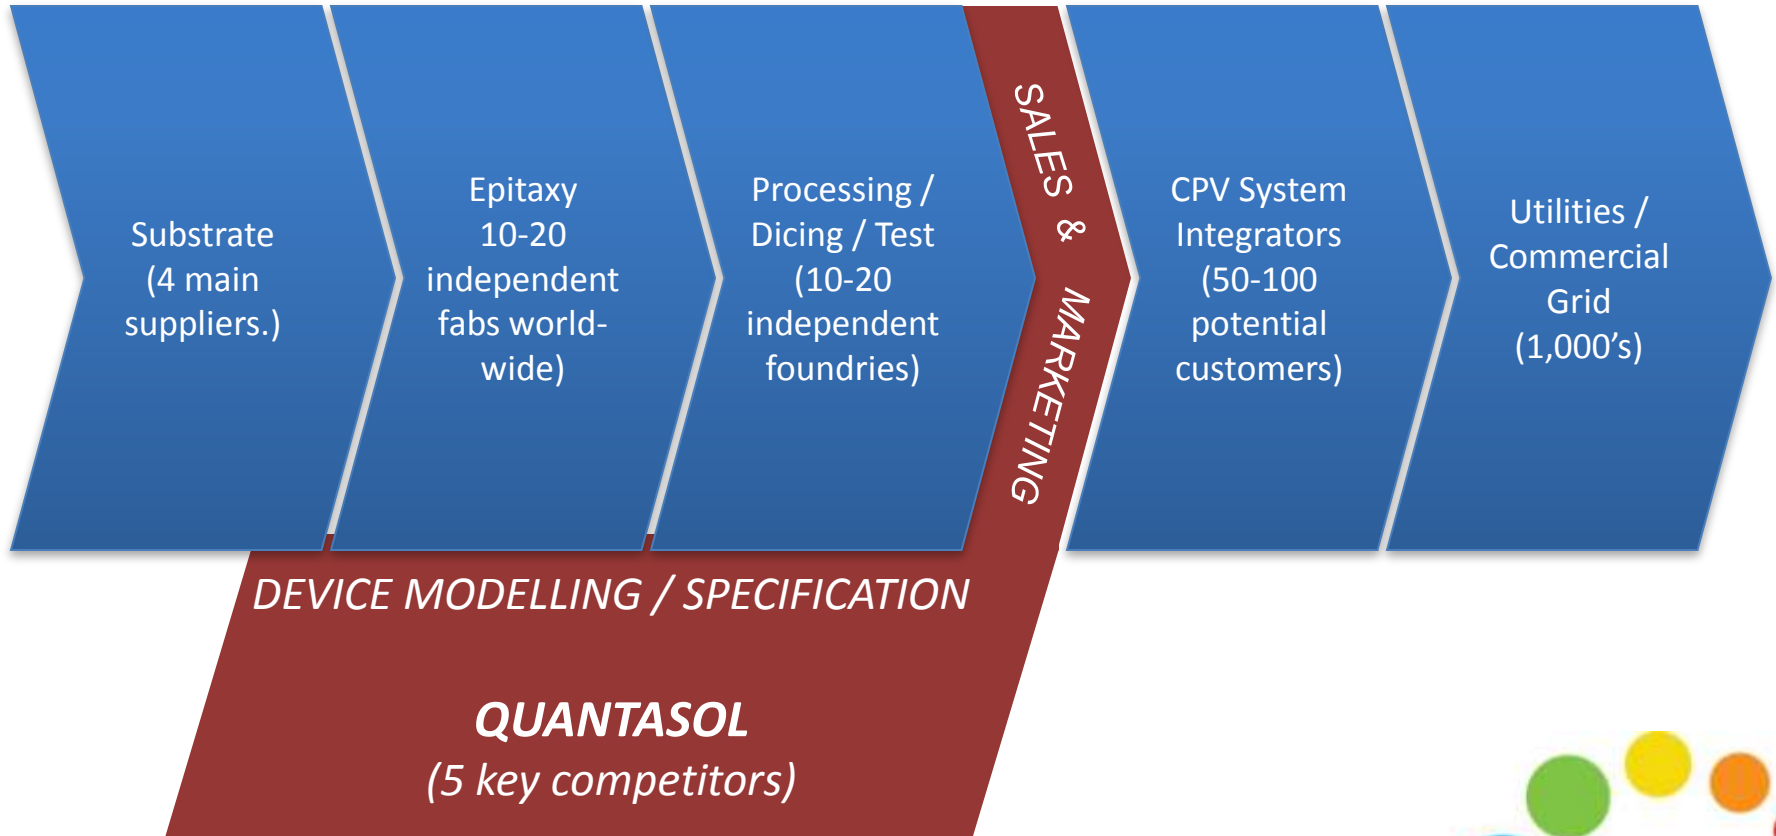 Substrate
(4 main
suppliers.)
Epitaxy
10-20
independent
fabs world-
wide)
Processing /
Dicing / Test
(10-20
independent
foundries)
SALES & MARKETING
CPV System
Integrators
(50-100
potential
customers)
Utilities /
Commercial
Grid
(1,000’s)
DEVICE MODELLING / SPECIFICATION
QUANTASOL
(5 key competitors)